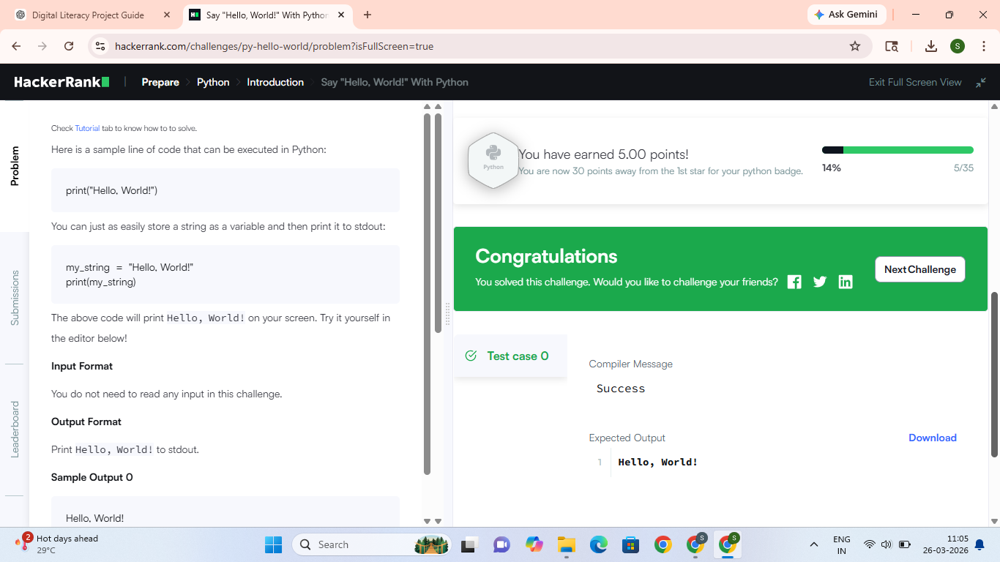 Digital Literacy Project Guide
Say "Hello, World!" With Python
Ask Gemini
hackerrank.com/challenges/py-hello-world/problem?isFullScreen=true
S
HackerRank
Prepare
Python
Introduction
Say "Hello, World!" With Python
Exit Full Screen View
Problem
Submissions
Leaderboard
Check Tutorial tab to know how to to solve.
Here is a sample line of code that can be executed in Python:
print("Hello, World!")
You can just as easily store a string as a variable and then print it to stdout:
my_string = "Hello, World!"
print(my_string)
The above code will print Hello, World! on your screen. Try it yourself in
the editor below!
Input Format
You do not need to read any input in this challenge.
Output Format
Print Hello, World! to stdout.
Sample Output 0
Hello, World!
Python
You have earned 5.00 points!
You are now 30 points away from the 1st star for your python badge.
14%
5/35
Congratulations
You solved this challenge. Would you like to challenge your friends?
Next Challenge
Test case 0
Compiler Message
Success
Expected Output
Download
1
Hello, World!
2
Hot days ahead
29°C
Search
S
S
ENG
IN
11:05
26-03-2026